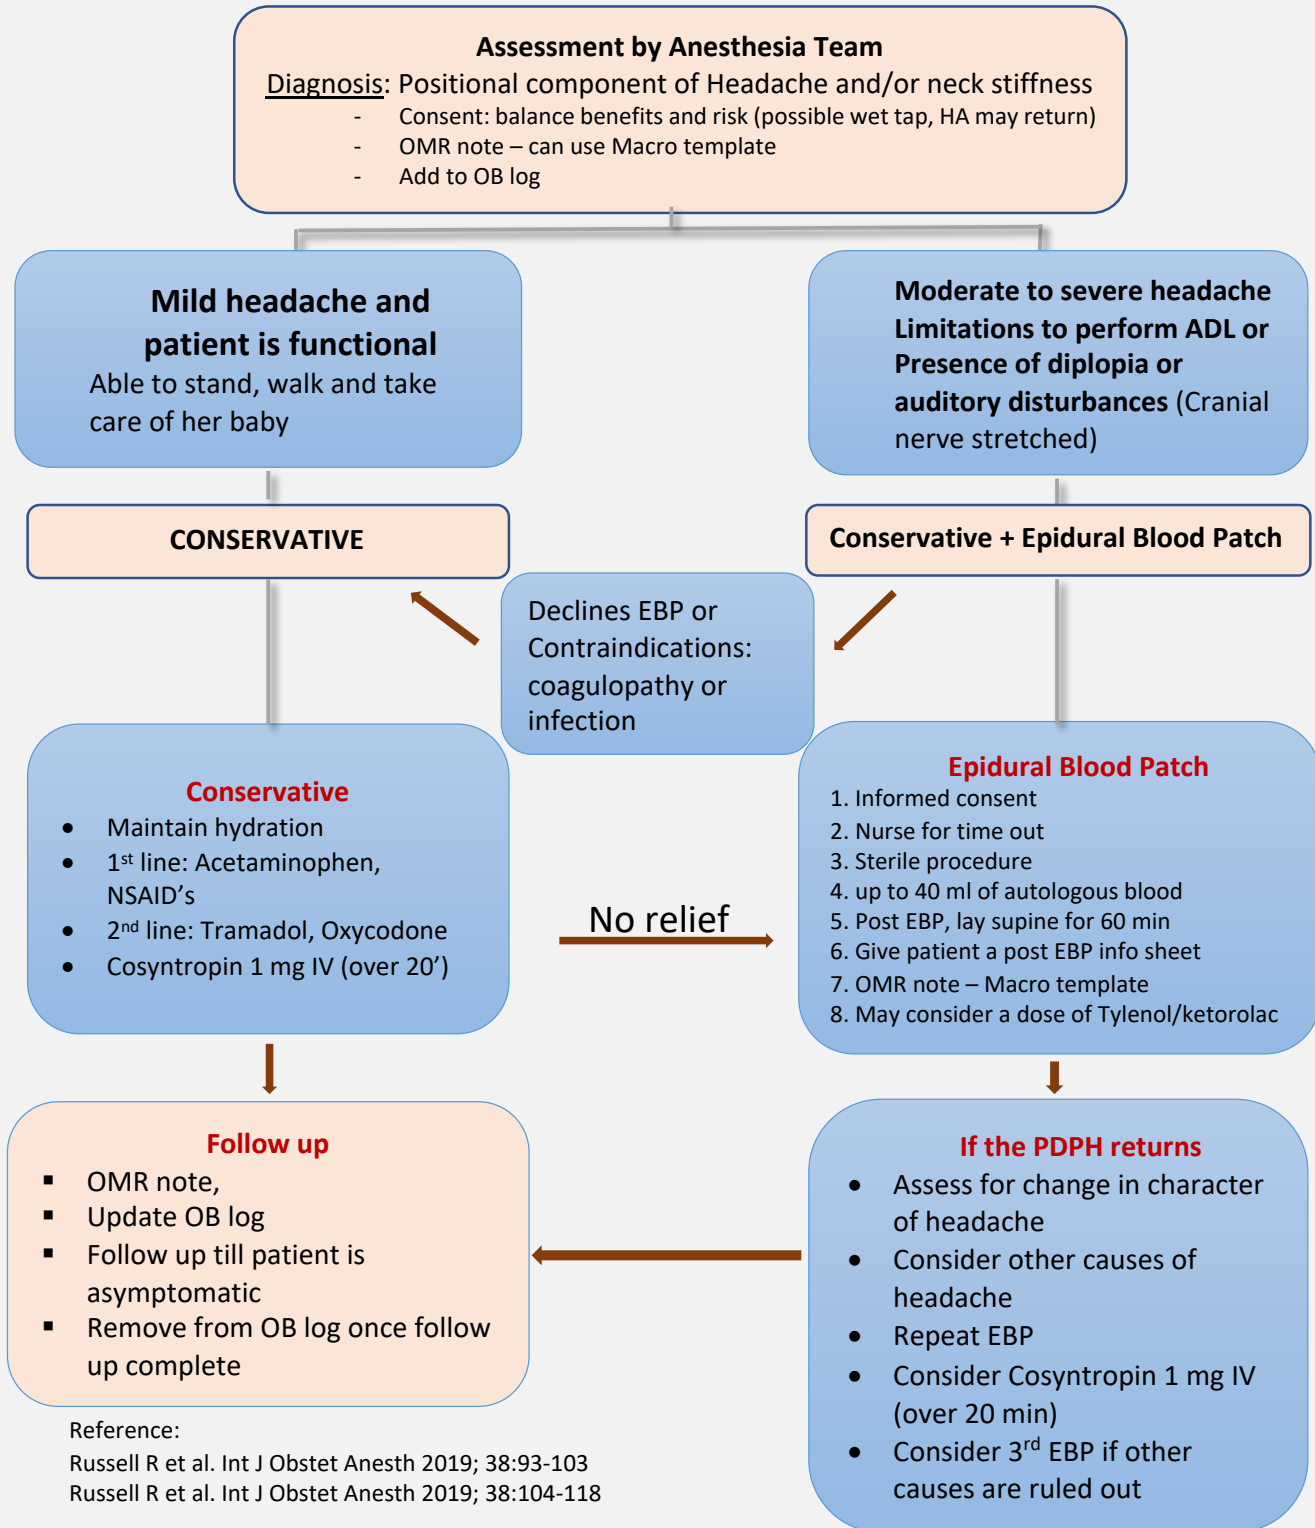 Assessment by Anesthesia Team
Diagnosis: Positional component of Headache and/or neck stiffness
- Consent: balance benefits and risk (possible wet tap, HA may return)
- OMR note – can use Macro template
- Add to OB log
Mild headache and
patient is functional
Able to stand, walk and take
care of her baby
Moderate to severe headache
Limitations to perform ADL or
Presence of diplopia or
auditory disturbances (Cranial
nerve stretched)
CONSERVATIVE
Conservative + Epidural Blood Patch
Declines EBP or
Contraindications:
coagulopathy or
infection
Conservative
• Maintain hydration
• 1st line: Acetaminophen,
NSAID’s
• 2nd line: Tramadol, Oxycodone
• Cosyntropin 1 mg IV (over 20’)
No relief
Epidural Blood Patch
1. Informed consent
2. Nurse for time out
3. Sterile procedure
4. up to 40 ml of autologous blood
5. Post EBP, lay supine for 60 min
6. Give patient a post EBP info sheet
7. OMR note – Macro template
8. May consider a dose of Tylenol/ketorolac
Follow up
▪ OMR note,
▪ Update OB log
▪ Follow up till patient is
asymptomatic
▪ Remove from OB log once follow
up complete
If the PDPH returns
• Assess for change in character
of headache
• Consider other causes of
headache
• Repeat EBP
• Consider Cosyntropin 1 mg IV
(over 20 min)
• Consider 3rd EBP if other
causes are ruled out
Reference:
Russell R et al. Int J Obstet Anesth 2019; 38:93-103
Russell R et al. Int J Obstet Anesth 2019; 38:104-118